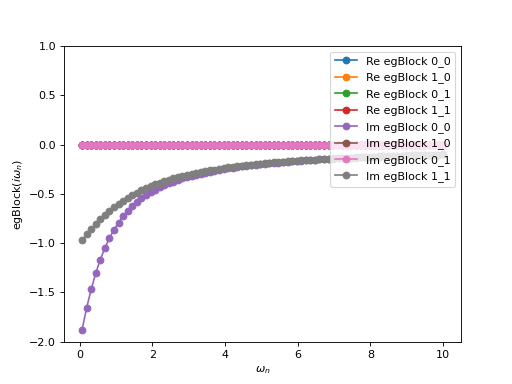 1.0
0.5
0.0
−0.5
−1.0
−1.5
−2.0
egBlock(iωn)
0
2
4
6
8
10
ωn
Re egBlock 0_0
Re egBlock 1_0
Re egBlock 0_1
Re egBlock 1_1
Im egBlock 0_0
Im egBlock 1_0
Im egBlock 0_1
Im egBlock 1_1